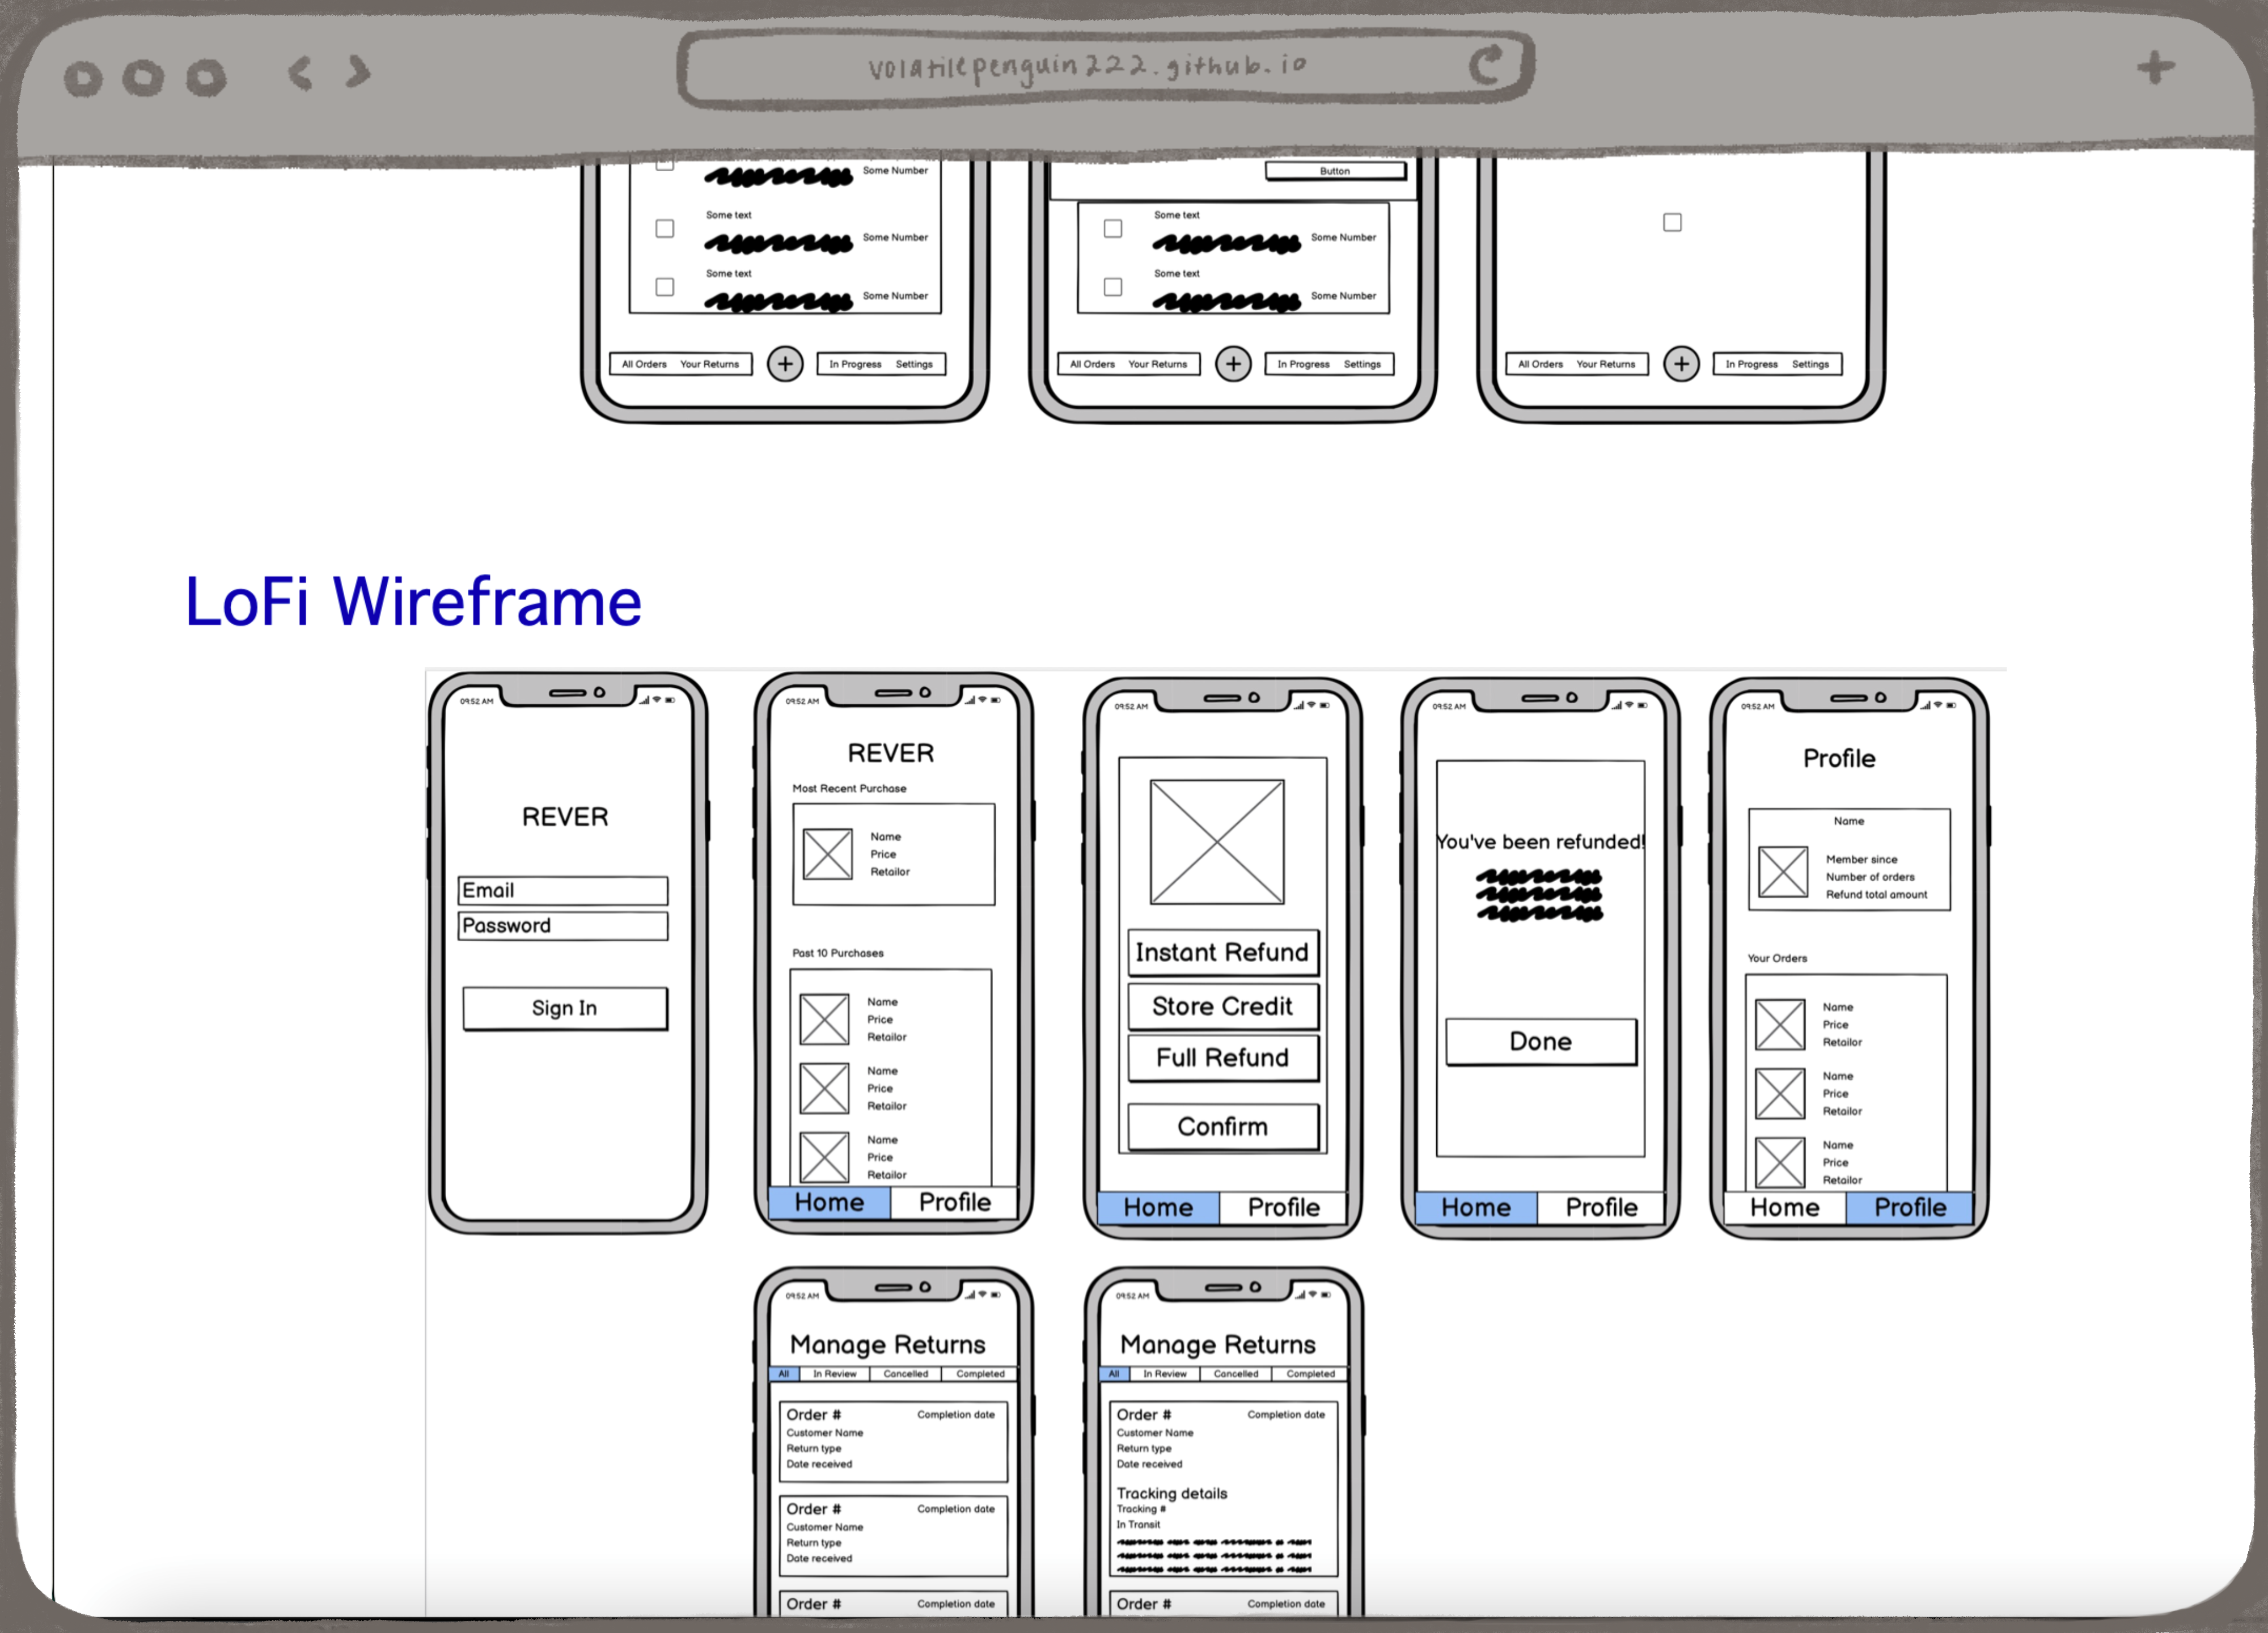 volatilepenguin222.github.io
Some Number
Some text
Some Number
Some text
Some Number
All Orders Your Returns + In Progress Settings
Button
Some text
Some Number
Some text
Some Number
All Orders Your Returns + In Progress Settings
All Orders Your Returns + In Progress Settings
LoFi Wireframe
09:52 AM
REVER
Email
Password
Sign In
09:52 AM
REVER
Most Recent Purchase
Name
Price
Retailor
Past 10 Purchases
Name
Price
Retailor
Name
Price
Retailor
Name
Price
Retailor
Home Profile
09:52 AM
Instant Refund
Store Credit
Full Refund
Confirm
Home Profile
09:52 AM
You've been refunded!
Done
Home Profile
09:52 AM
Profile
Name
Member since
Number of orders
Refund total amount
Your Orders
Name
Price
Retailor
Name
Price
Retailor
Name
Price
Retailor
Home Profile
09:52 AM
Manage Returns
All In Review Cancelled Completed
Order # Completion date
Customer Name
Return type
Date received
Order # Completion date
Customer Name
Return type
Date received
Order # Completion date
09:52 AM
Manage Returns
All In Review Cancelled Completed
Order # Completion date
Customer Name
Return type
Date received
Tracking details
Tracking #
In Transit
Order # Completion date